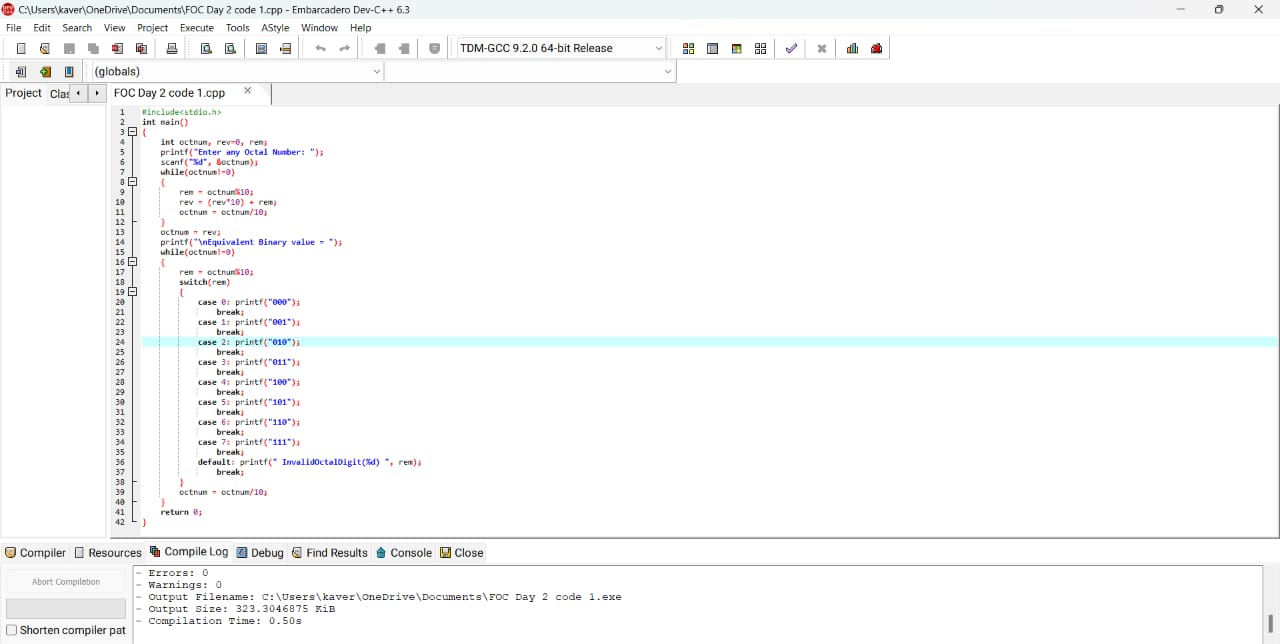 C:\Users\kaver\OneDrive\Documents\FOC Day 2 code 1.cpp - Embarcadero Dev-C++ 6.3
File Edit Search View Project Execute Tools AStyle Window Help
TDM-GCC 9.2.0 64-bit Release
(globals)
Project Clas FOC Day 2 code 1.cpp
1 #include<stdio.h>
2 int main()
3 {
4 int octnum, rev=0, rem;
5 printf("Enter any Octal Number: ");
6 scanf("%d", &octnum);
7 while(octnum!=0)
8 {
9 rem = octnum%10;
10 rev = (rev*10) + rem;
11 octnum = octnum/10;
12 }
13 octnum = rev;
14 printf("\nEquivalent Binary value = ");
15 while(octnum!=0)
16 {
17 rem = octnum%10;
18 switch(rem)
19 {
20 case 0: printf("000");
21 break;
22 case 1: printf("001");
23 break;
24 case 2: printf("010");
25 break;
26 case 3: printf("011");
27 break;
28 case 4: printf("100");
29 break;
30 case 5: printf("101");
31 break;
32 case 6: printf("110");
33 break;
34 case 7: printf("111");
35 break;
36 default: printf(" InvalidOctalDigit(%d) ", rem);
37 break;
38 }
39 octnum = octnum/10;
40 }
41 return 0;
42 }
Compiler Resources Compile Log Debug Find Results Console Close
Abort Compilation
Shorten compiler pat
- Errors: 0
- Warnings: 0
- Output Filename: C:\Users\kaver\OneDrive\Documents\FOC Day 2 code 1.exe
- Output Size: 323.3046875 KiB
- Compilation Time: 0.50s